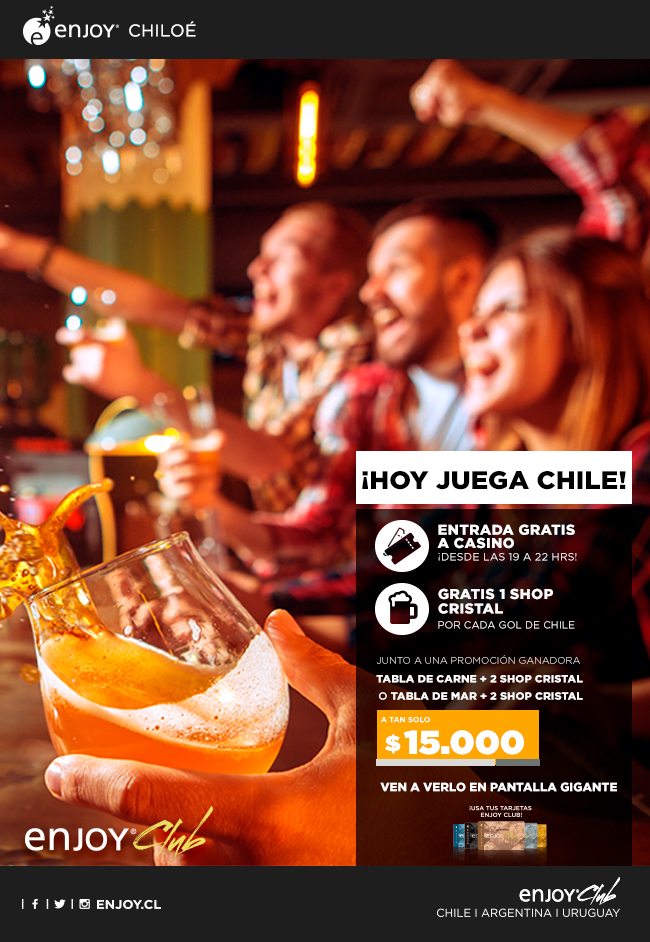 enJOY® CHILOÉ
¡HOY JUEGA CHILE!
ENTRADA GRATIS
A CASINO
¡DESDE LAS 19 A 22 HRS!
GRATIS 1 SHOP
CRISTAL
POR CADA GOL DE CHILE
JUNTO A UNA PROMOCIÓN GANADORA
TABLA DE CARNE + 2 SHOP CRISTAL
O TABLA DE MAR + 2 SHOP CRISTAL
A TAN SOLO
$15.000
VEN A VERLO EN PANTALLA GIGANTE
¡USA TUS TARJETAS
ENJOY CLUB!
enJOY® Club
| f | | ENJOY.CL
enJOY® Club
CHILE | ARGENTINA | URUGUAY